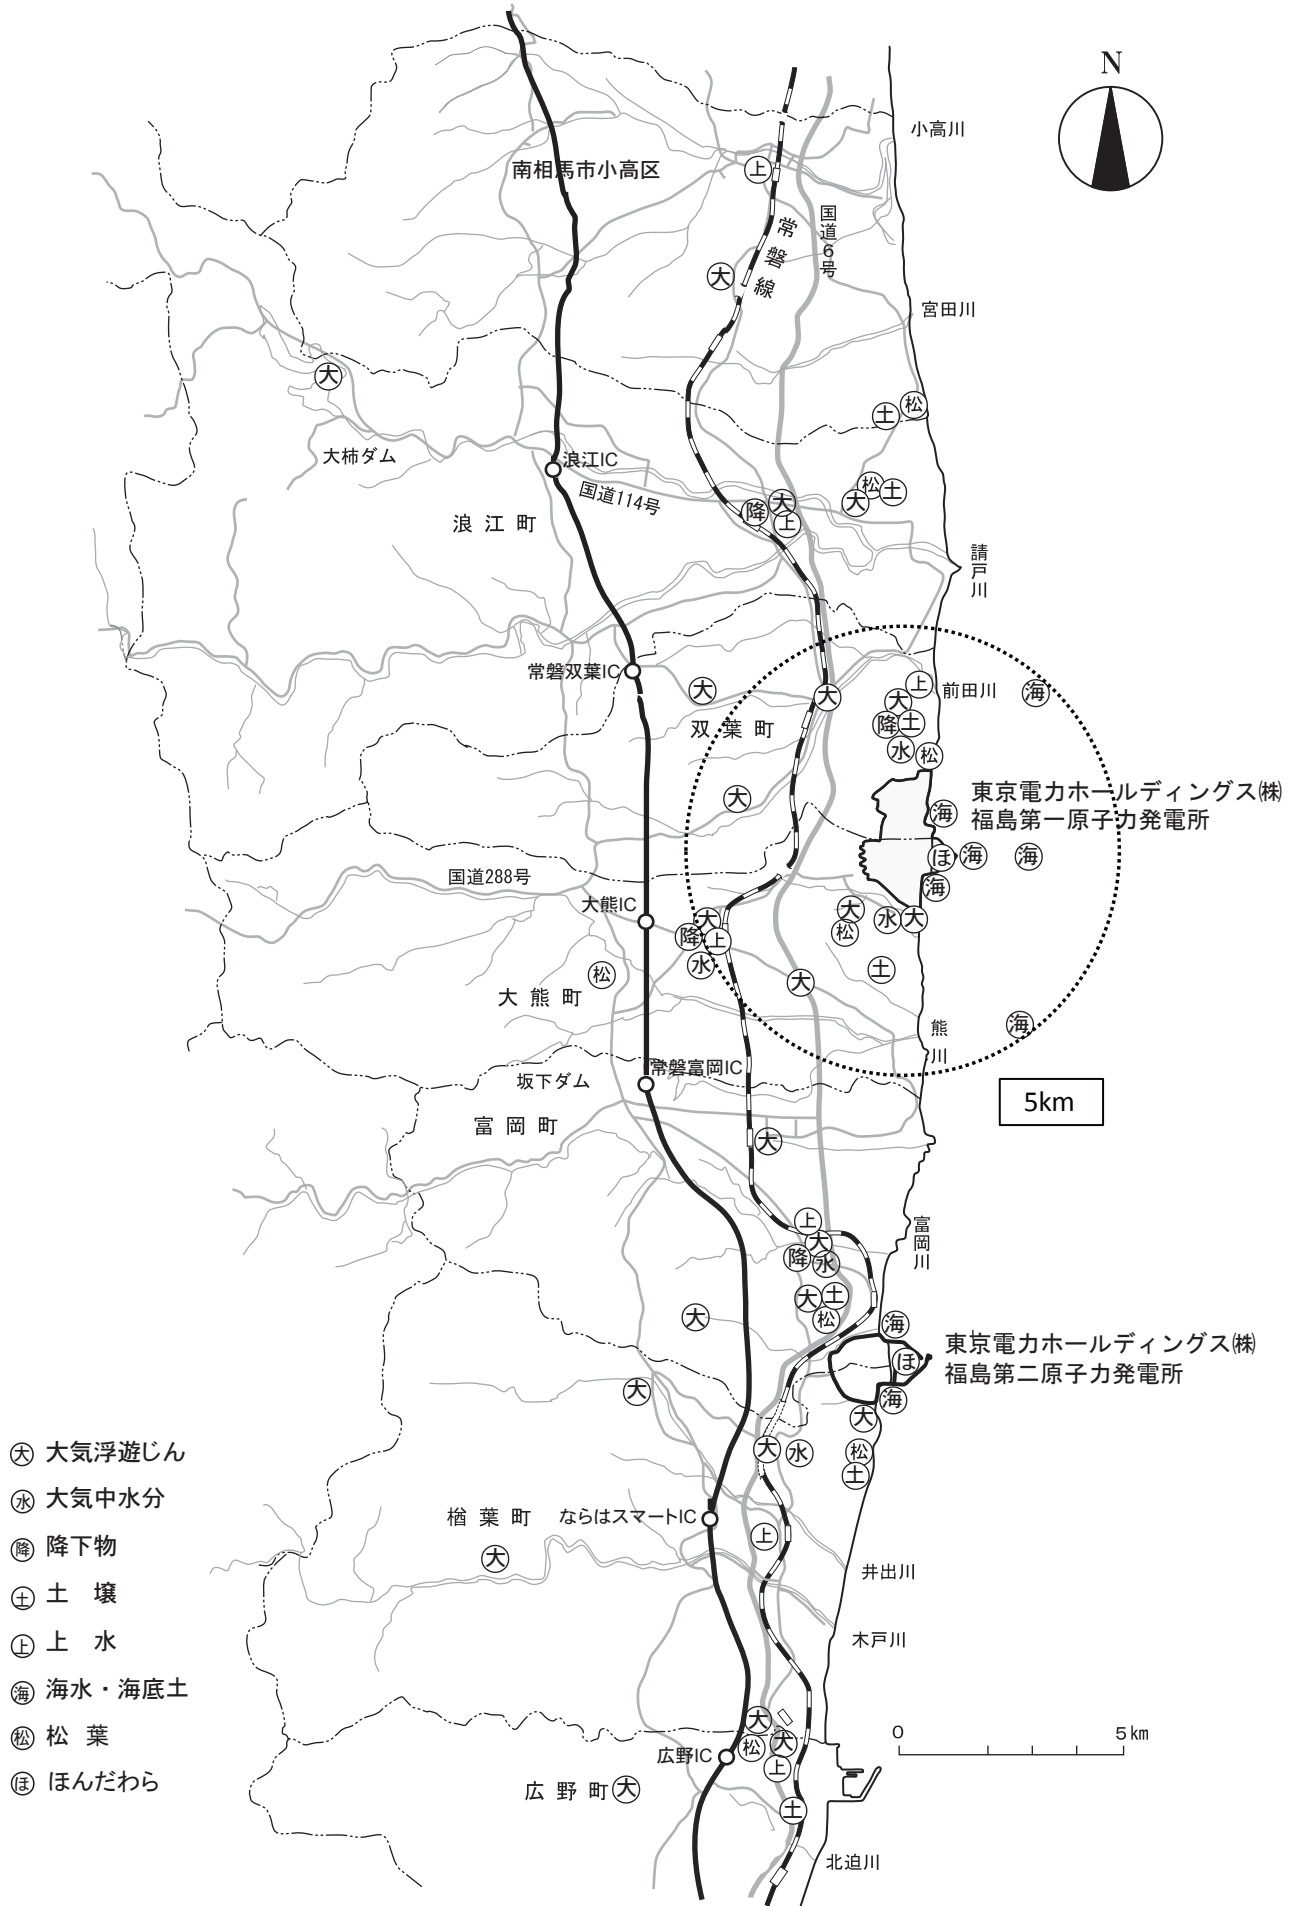 N
小高川
南相馬市小高区
上
国道6号
常磐線
大
宮田川
大
松
土
大柿ダム
浪江IC
国道114号
松
土
大
大
降
上
浪江町
請戸川
常磐双葉IC
大
大
上
前田川
海
大
降
土
双葉町
水
松
大
東京電力ホールディングス㈱
福島第一原子力発電所
海
ほ
海
海
海
国道288号
大熊IC
大
降
上
水
大
松
水
大
松
土
大
大熊町
海
熊川
常磐富岡IC
坂下ダム
5km
富岡町
大
上
大
降
水
富岡川
大
土
松
大
海
東京電力ホールディングス㈱
福島第二原子力発電所
ほ
大
海
大
大
水
松
土
楢葉町
ならはスマートIC
上
大
井出川
木戸川
大
松
大
上
広野IC
広野町
大
土
北迫川
0
5km
大 大気浮遊じん
水 大気中水分
降 降下物
土 土 壌
上 上 水
海 海水・海底土
松 松 葉
ほ ほんだわら